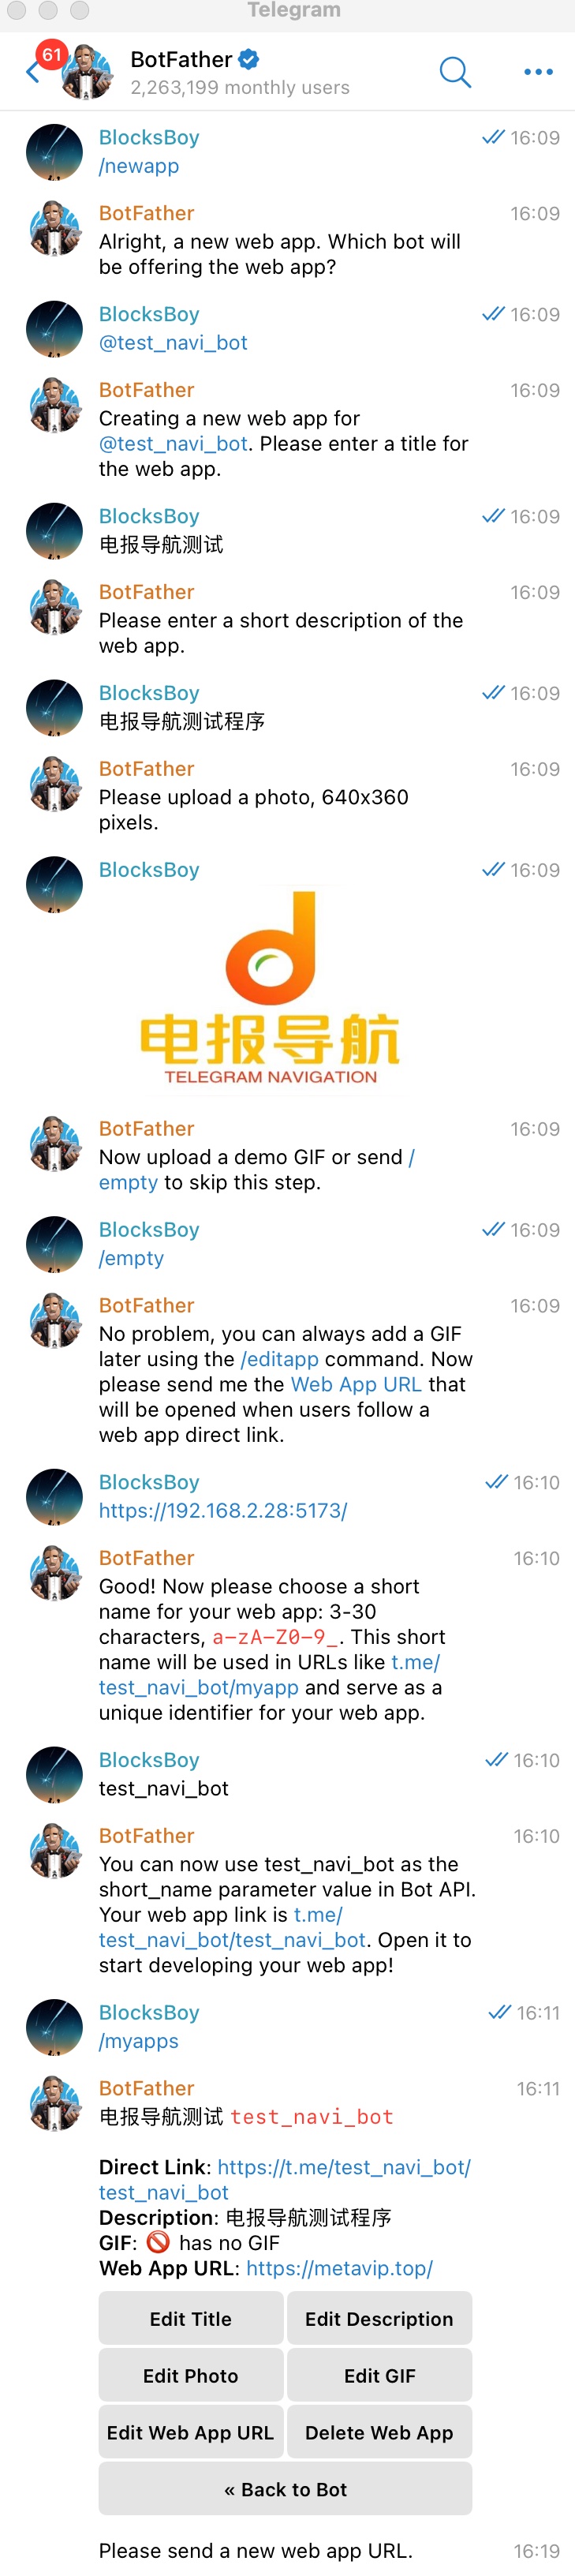 Telegram
61
BotFather
2,263,199 monthly users
BlocksBoy 16:09
/newapp
BotFather 16:09
Alright, a new web app. Which bot will
be offering the web app?
BlocksBoy 16:09
@test_navi_bot
BotFather 16:09
Creating a new web app for
@test_navi_bot. Please enter a title for
the web app.
BlocksBoy 16:09
电报导航测试
BotFather 16:09
Please enter a short description of the
web app.
BlocksBoy 16:09
电报导航测试程序
BotFather 16:09
Please upload a photo, 640x360
pixels.
BlocksBoy 16:09
电报导航
TELEGRAM NAVIGATION
BotFather 16:09
Now upload a demo GIF or send /
empty to skip this step.
BlocksBoy 16:09
/empty
BotFather 16:09
No problem, you can always add a GIF
later using the /editapp command. Now
please send me the Web App URL that
will be opened when users follow a
web app direct link.
BlocksBoy 16:10
https://192.168.2.28:5173/
BotFather 16:10
Good! Now please choose a short
name for your web app: 3-30
characters, a-zA-Z0-9_. This short
name will be used in URLs like t.me/
test_navi_bot/myapp and serve as a
unique identifier for your web app.
BlocksBoy 16:10
test_navi_bot
BotFather 16:10
You can now use test_navi_bot as the
short_name parameter value in Bot API.
Your web app link is t.me/
test_navi_bot/test_navi_bot. Open it to
start developing your web app!
BlocksBoy 16:11
/myapps
BotFather 16:11
电报导航测试 test_navi_bot
Direct Link: https://t.me/test_navi_bot/
test_navi_bot
Description: 电报导航测试程序
GIF: 🚫 has no GIF
Web App URL: https://metavip.top/
Edit Title Edit Description
Edit Photo Edit GIF
Edit Web App URL Delete Web App
« Back to Bot
Please send a new web app URL. 16:19